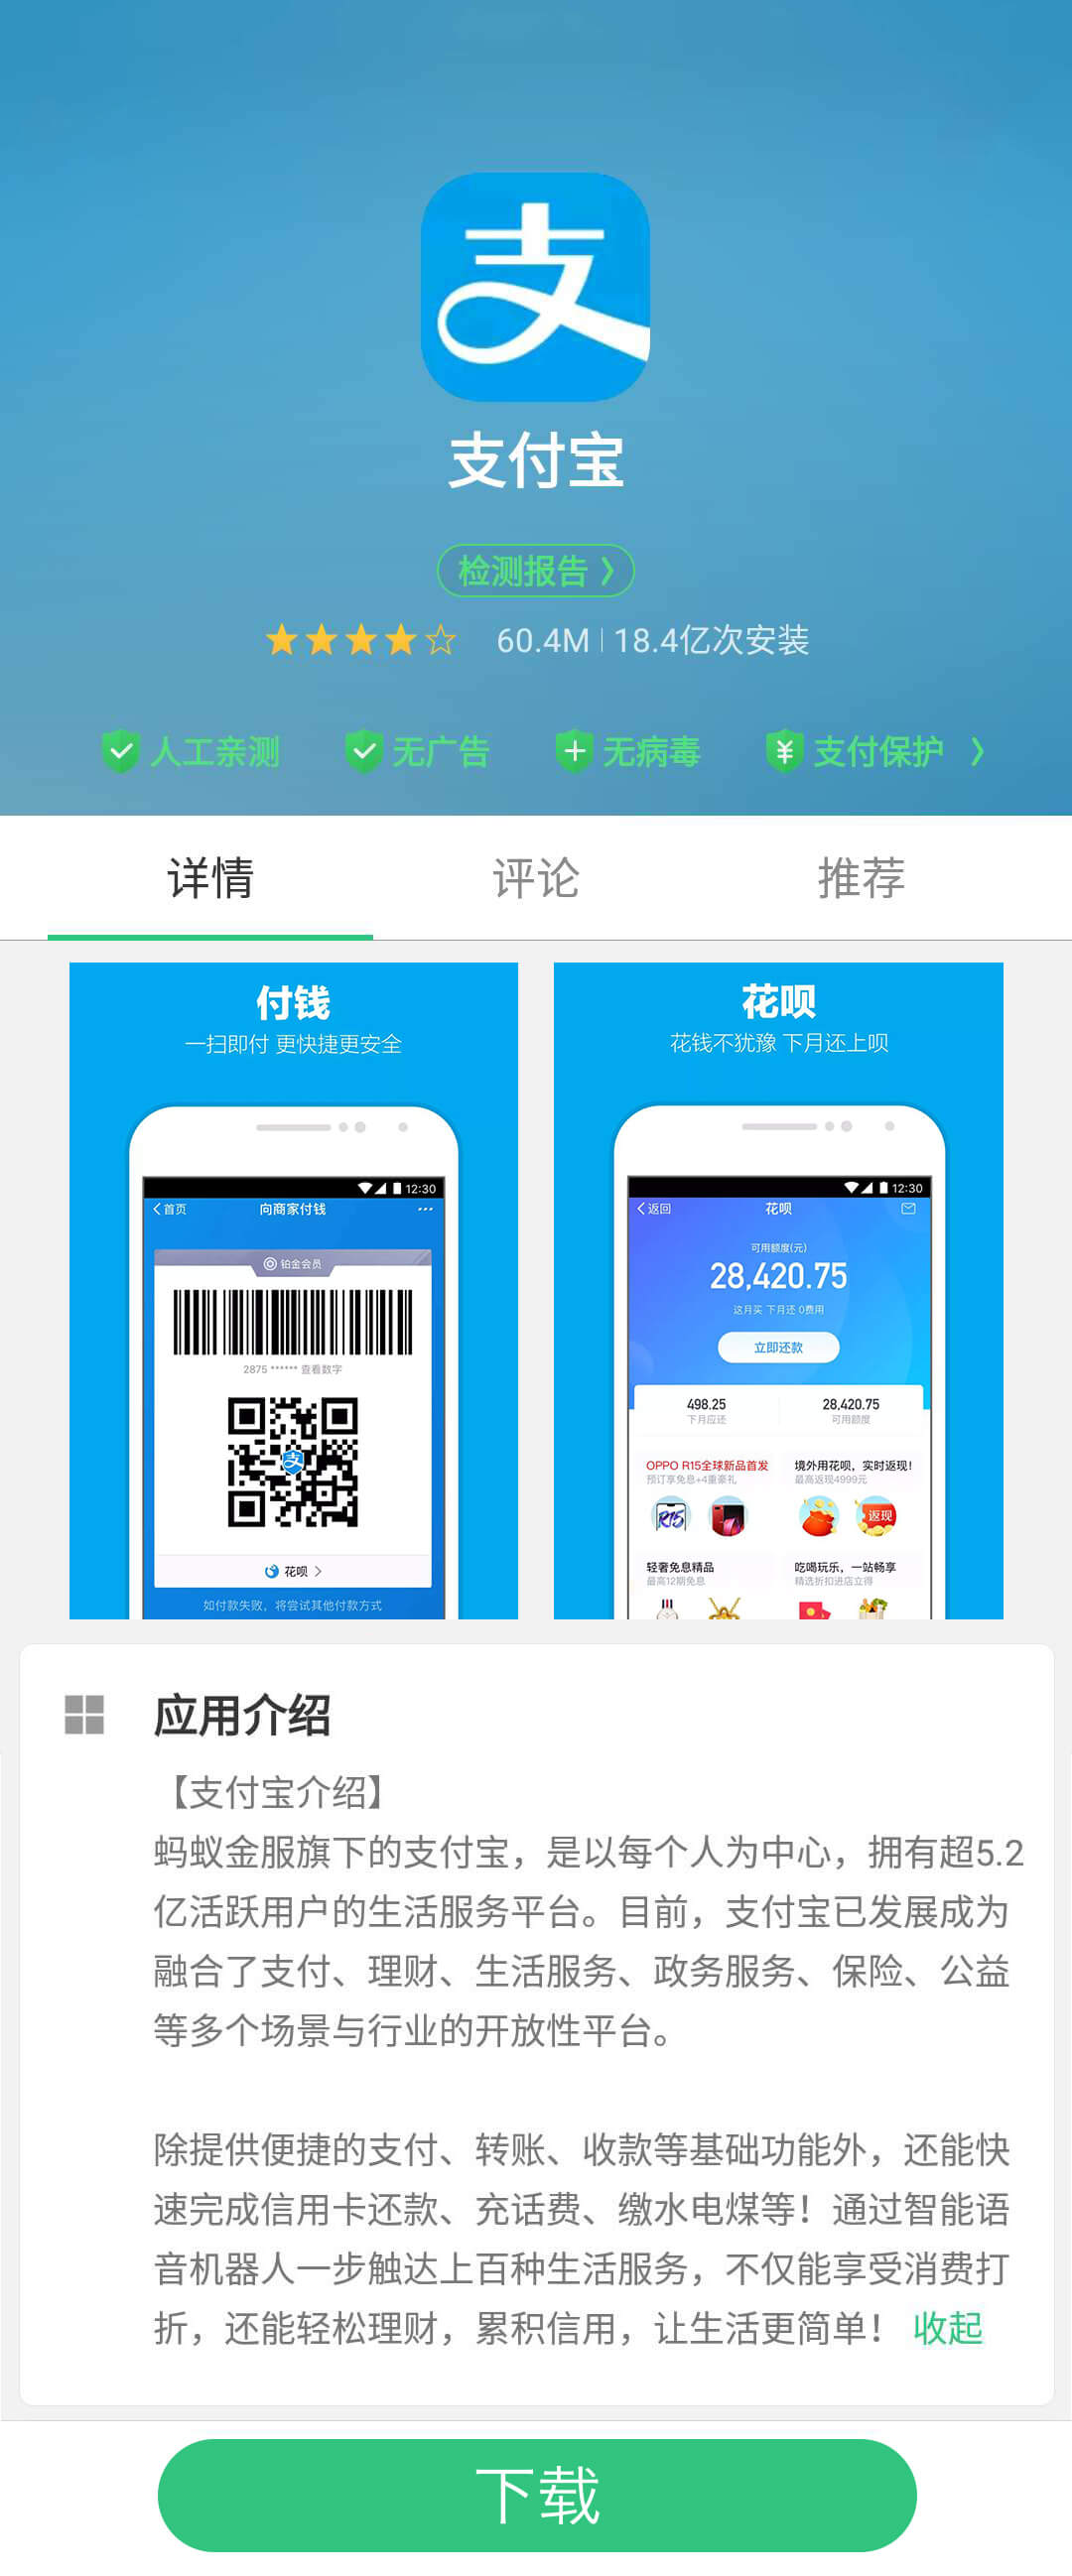 支
支付宝
检测报告 》
60.4M | 18.4亿次安装
人工亲测 无广告 无病毒 ¥ 支付保护 》
详情 评论 推荐
付钱
一扫即付 更快捷更安全
12:30
首页 向商家付钱 ···
铂金会员
2875 ****** 查看数字
支
花呗
如付款失败，将尝试其他付款方式
花呗
花钱不犹豫 下月还上呗
12:30
返回 花呗
可用额度(元)
28,420.75
这月买 下月还 0费用
立即还款
498.25 28,420.75
下月应还 可用额度
OPPO R15全球新品首发 境外用花呗，实时返现！
预订享免息+4重豪礼 最高返现4999元
R15 返现
轻奢免息精品 吃喝玩乐，一站畅享
最高12期免息 精选折扣进店立得
应用介绍
【支付宝介绍】
蚂蚁金服旗下的支付宝，是以每个人为中心，拥有超5.2
亿活跃用户的生活服务平台。目前，支付宝已发展成为
融合了支付、理财、生活服务、政务服务、保险、公益
等多个场景与行业的开放性平台。
除提供便捷的支付、转账、收款等基础功能外，还能快
速完成信用卡还款、充话费、缴水电煤等！通过智能语
音机器人一步触达上百种生活服务，不仅能享受消费打
折，还能轻松理财，累积信用，让生活更简单！ 收起
下载